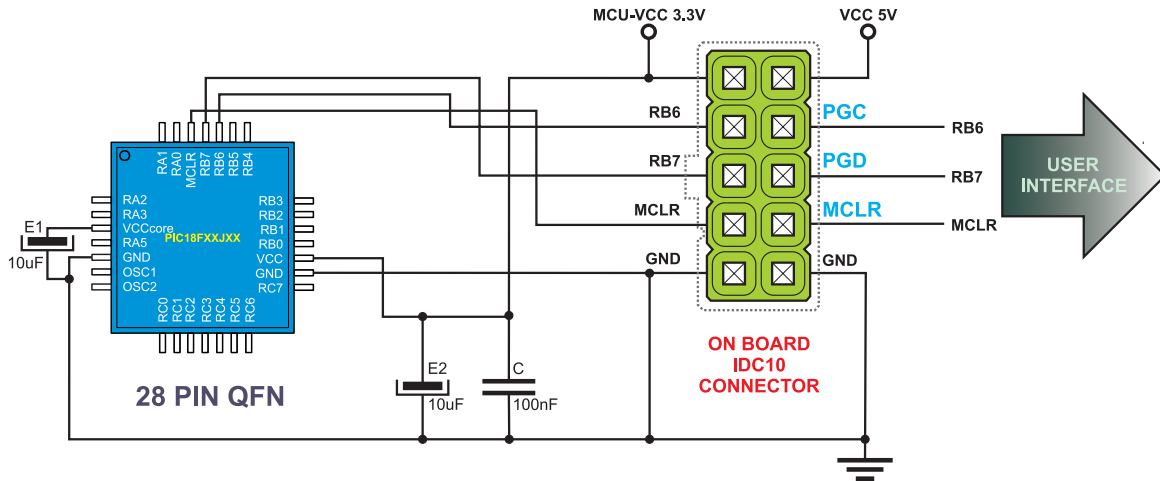 MCU-VCC 3.3V
VCC 5V
RB6
PGC
RB6
RB7
PGD
RB7
MCLR
MCLR
MCLR
GND
GND
USER
INTERFACE
ON BOARD
IDC10
CONNECTOR
RA1
RA0
MCLR
RB7
RB6
RB5
RB4
RA2
RA3
VCCcore
RA5
GND
OSC1
OSC2
PIC18FXXJXX
RB3
RB2
RB1
RB0
VCC
GND
RC7
RC0
RC1
RC2
RC3
RC4
RC5
RC6
E1
10uF
28 PIN QFN
E2
10uF
C
100nF